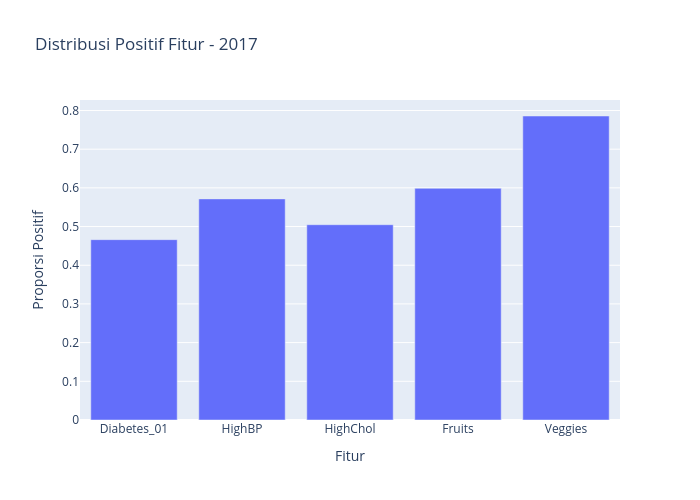 Distribusi Positif Fitur - 2017
Proporsi Positif
0.8
0.7
0.6
0.5
0.4
0.3
0.2
0.1
0
Diabetes_01 HighBP HighChol Fruits Veggies
Fitur